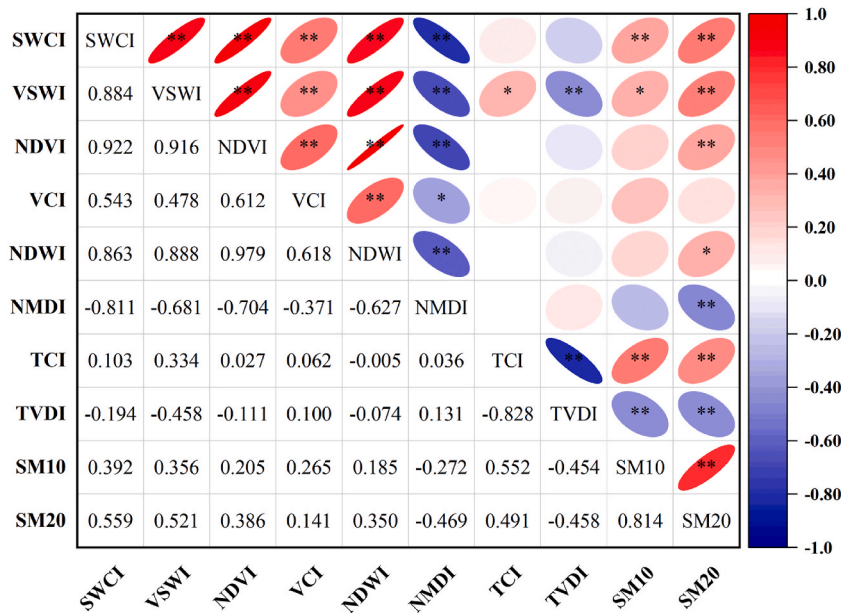 SWCI SWCI ** ** ** ** ** ** ** 1.0
VSWI 0.884 VSWI ** ** ** ** * ** * ** 0.80
NDVI 0.922 0.916 NDVI ** ** ** ** 0.60
VCI 0.543 0.478 0.612 VCI ** * 0.40
NDWI 0.863 0.888 0.979 0.618 NDWI ** * 0.20
0.0
NMDI -0.811 -0.681 -0.704 -0.371 -0.627 NMDI ** -0.20
TCI 0.103 0.334 0.027 0.062 -0.005 0.036 TCI ** ** ** -0.40
TVDI -0.194 -0.458 -0.111 0.100 -0.074 0.131 -0.828 TVDI ** ** -0.60
SM10 0.392 0.356 0.205 0.265 0.185 -0.272 0.552 -0.454 SM10 ** -0.80
SM20 0.559 0.521 0.386 0.141 0.350 -0.469 0.491 -0.458 0.814 SM20 -1.0
SWCI VSWI NDVI VCI NDWI NMDI TCI TVDI SM10 SM20